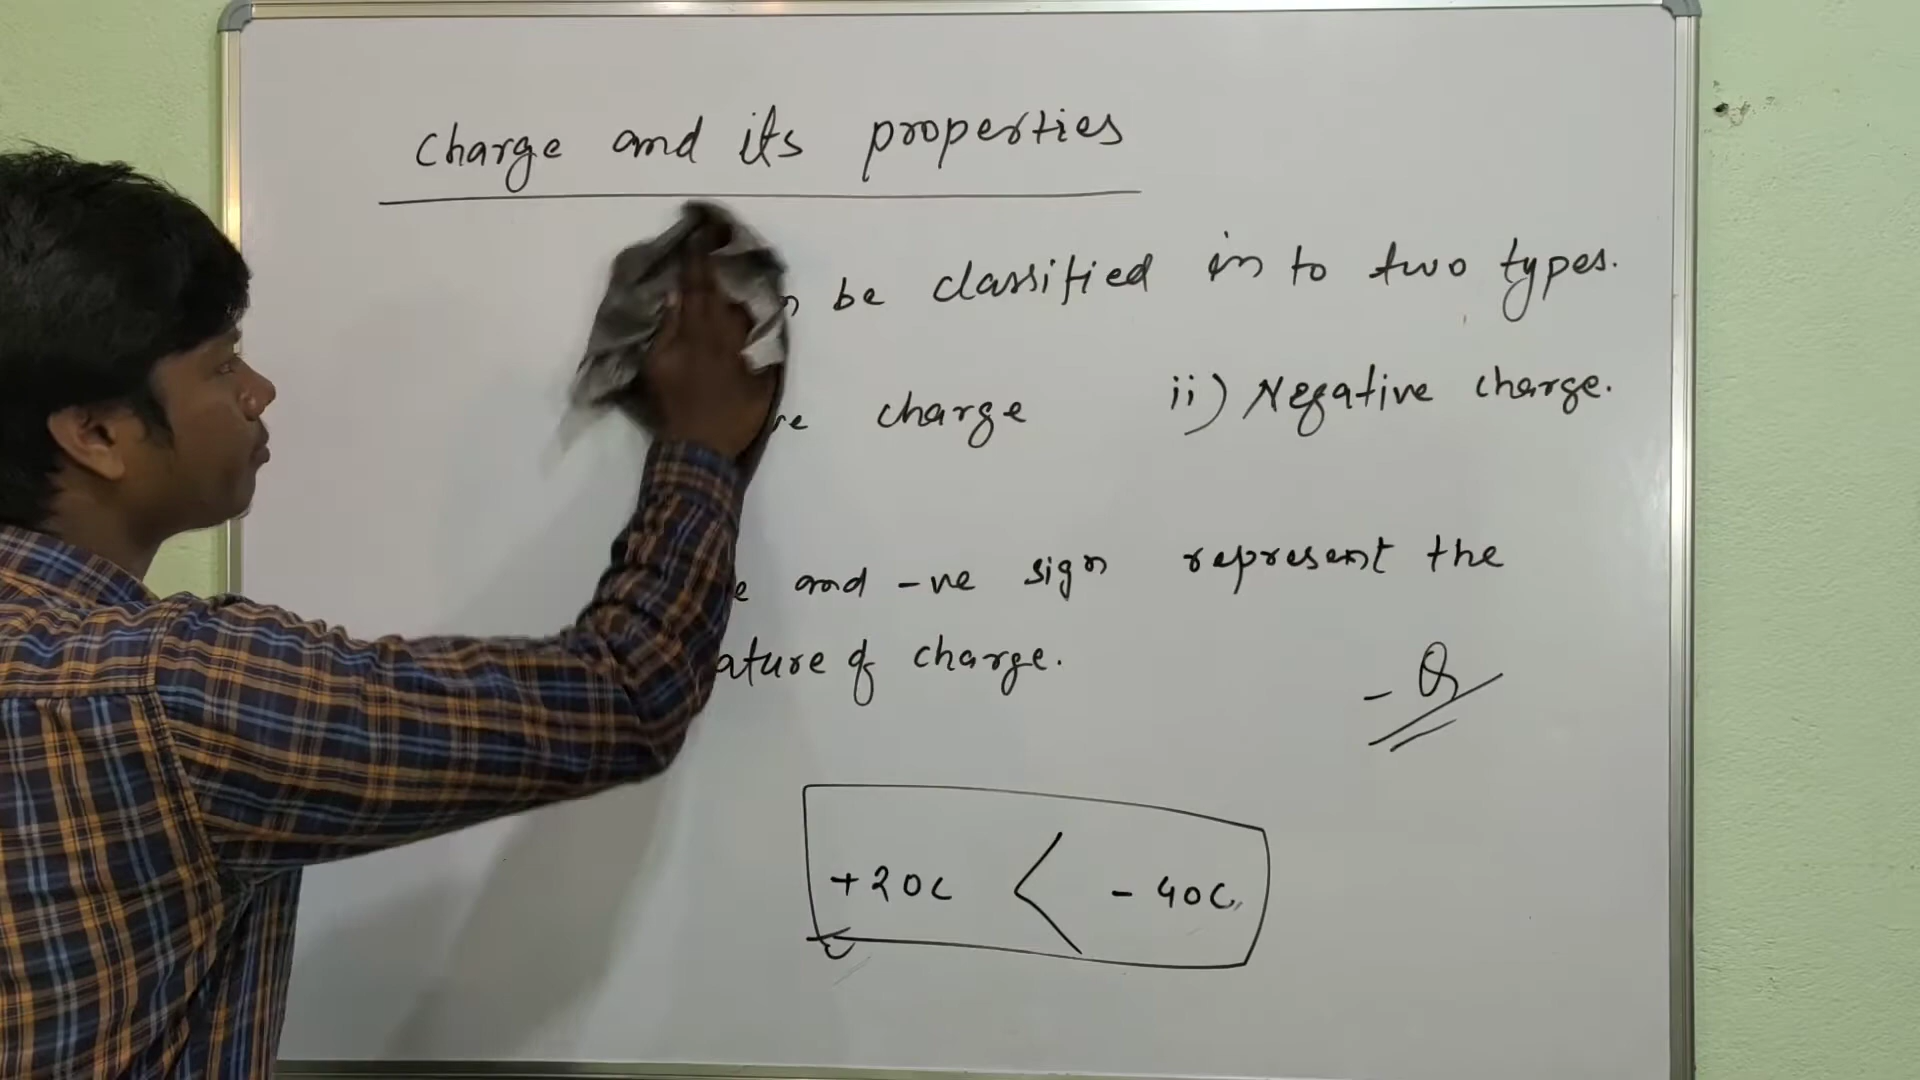 Charge and its properties
be classified in to two types.
charge ii) Negative charge.
and -ve sign represent the
ature of charge.
- Q
+20C < - 40C